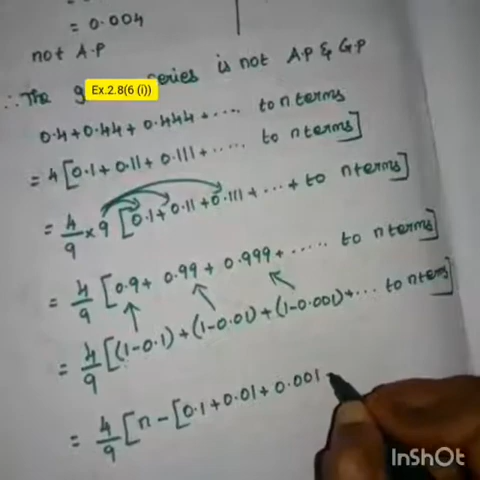 = 0.004
not A.P
∴ The g Ex.2.8(6 (i)) series is not A.P & G.P
0.4+0.44+0.444+.... to n terms
= 4[0.1+0.11+0.111+..... to n terms]
= 4/9 × 9 [0.1+0.11+0.111+...+ to n terms]
= 4/9 [0.9+0.99+0.999+..... to n terms]
= 4/9 [(1-0.1)+(1-0.01)+(1-0.001)+... to n terms]
= 4/9 [n-[0.1+0.01+0.001
InShOt